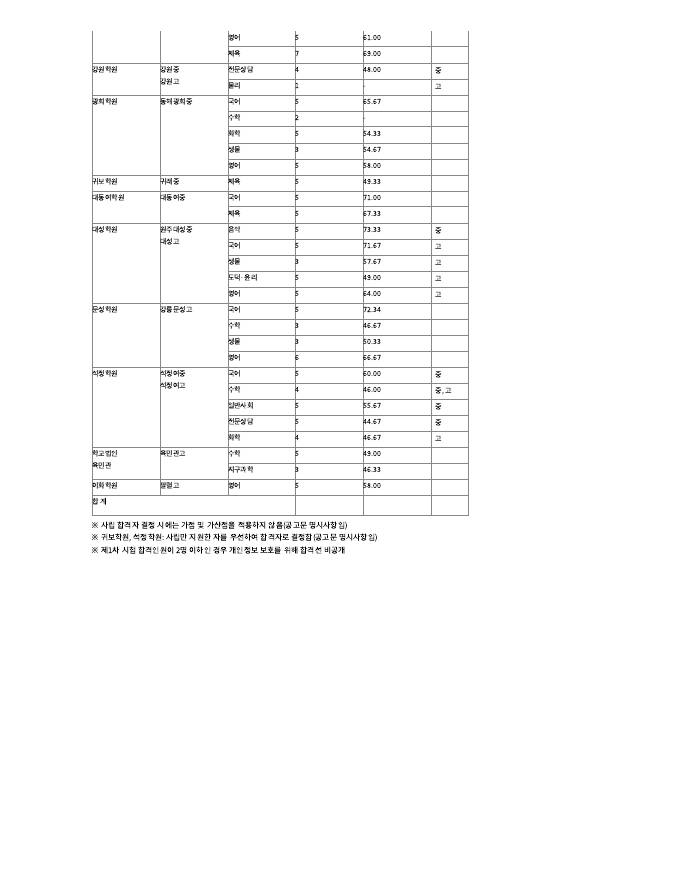 영어 5 61.00
체육 7 69.00
강원학원 강원중 전문상담 4 48.00 중
강원고 물리 1 - 고
광희학원 동해광희중 국어 5 65.67
수학 2 -
화학 5 54.33
생물 3 54.67
영어 5 58.00
귀보학원 귀래중 체육 5 49.33
대동여학원 대동여중 국어 5 71.00
체육 5 67.33
대성학원 원주대성중 음악 5 73.33 중
대성고 국어 5 71.67 고
생물 3 57.67 고
도덕·윤리 5 49.00 고
영어 5 64.00 고
문성학원 강릉문성고 국어 5 72.34
수학 3 46.67
생물 3 50.33
영어 6 66.67
석정학원 석정여중 국어 5 60.00 중
석정여고 수학 4 46.00 중,고
일반사회 5 55.67 중
전문상담 5 44.67 중
화학 4 46.67 고
학교법인 육민관고 수학 5 49.00
육민관 지구과학 3 46.33
이화학원 팔렬고 영어 5 58.00
합 계
※ 사립 합격자 결정 시에는 가점 및 가산점을 적용하지 않음(공고문 명시사항임)
※ 귀보학원, 석정학원: 사립만 지원한 자를 우선하여 합격자로 결정함(공고문 명시사항임)
※ 제1차 시험 합격인원이 2명 이하인 경우 개인정보 보호를 위해 합격선 비공개